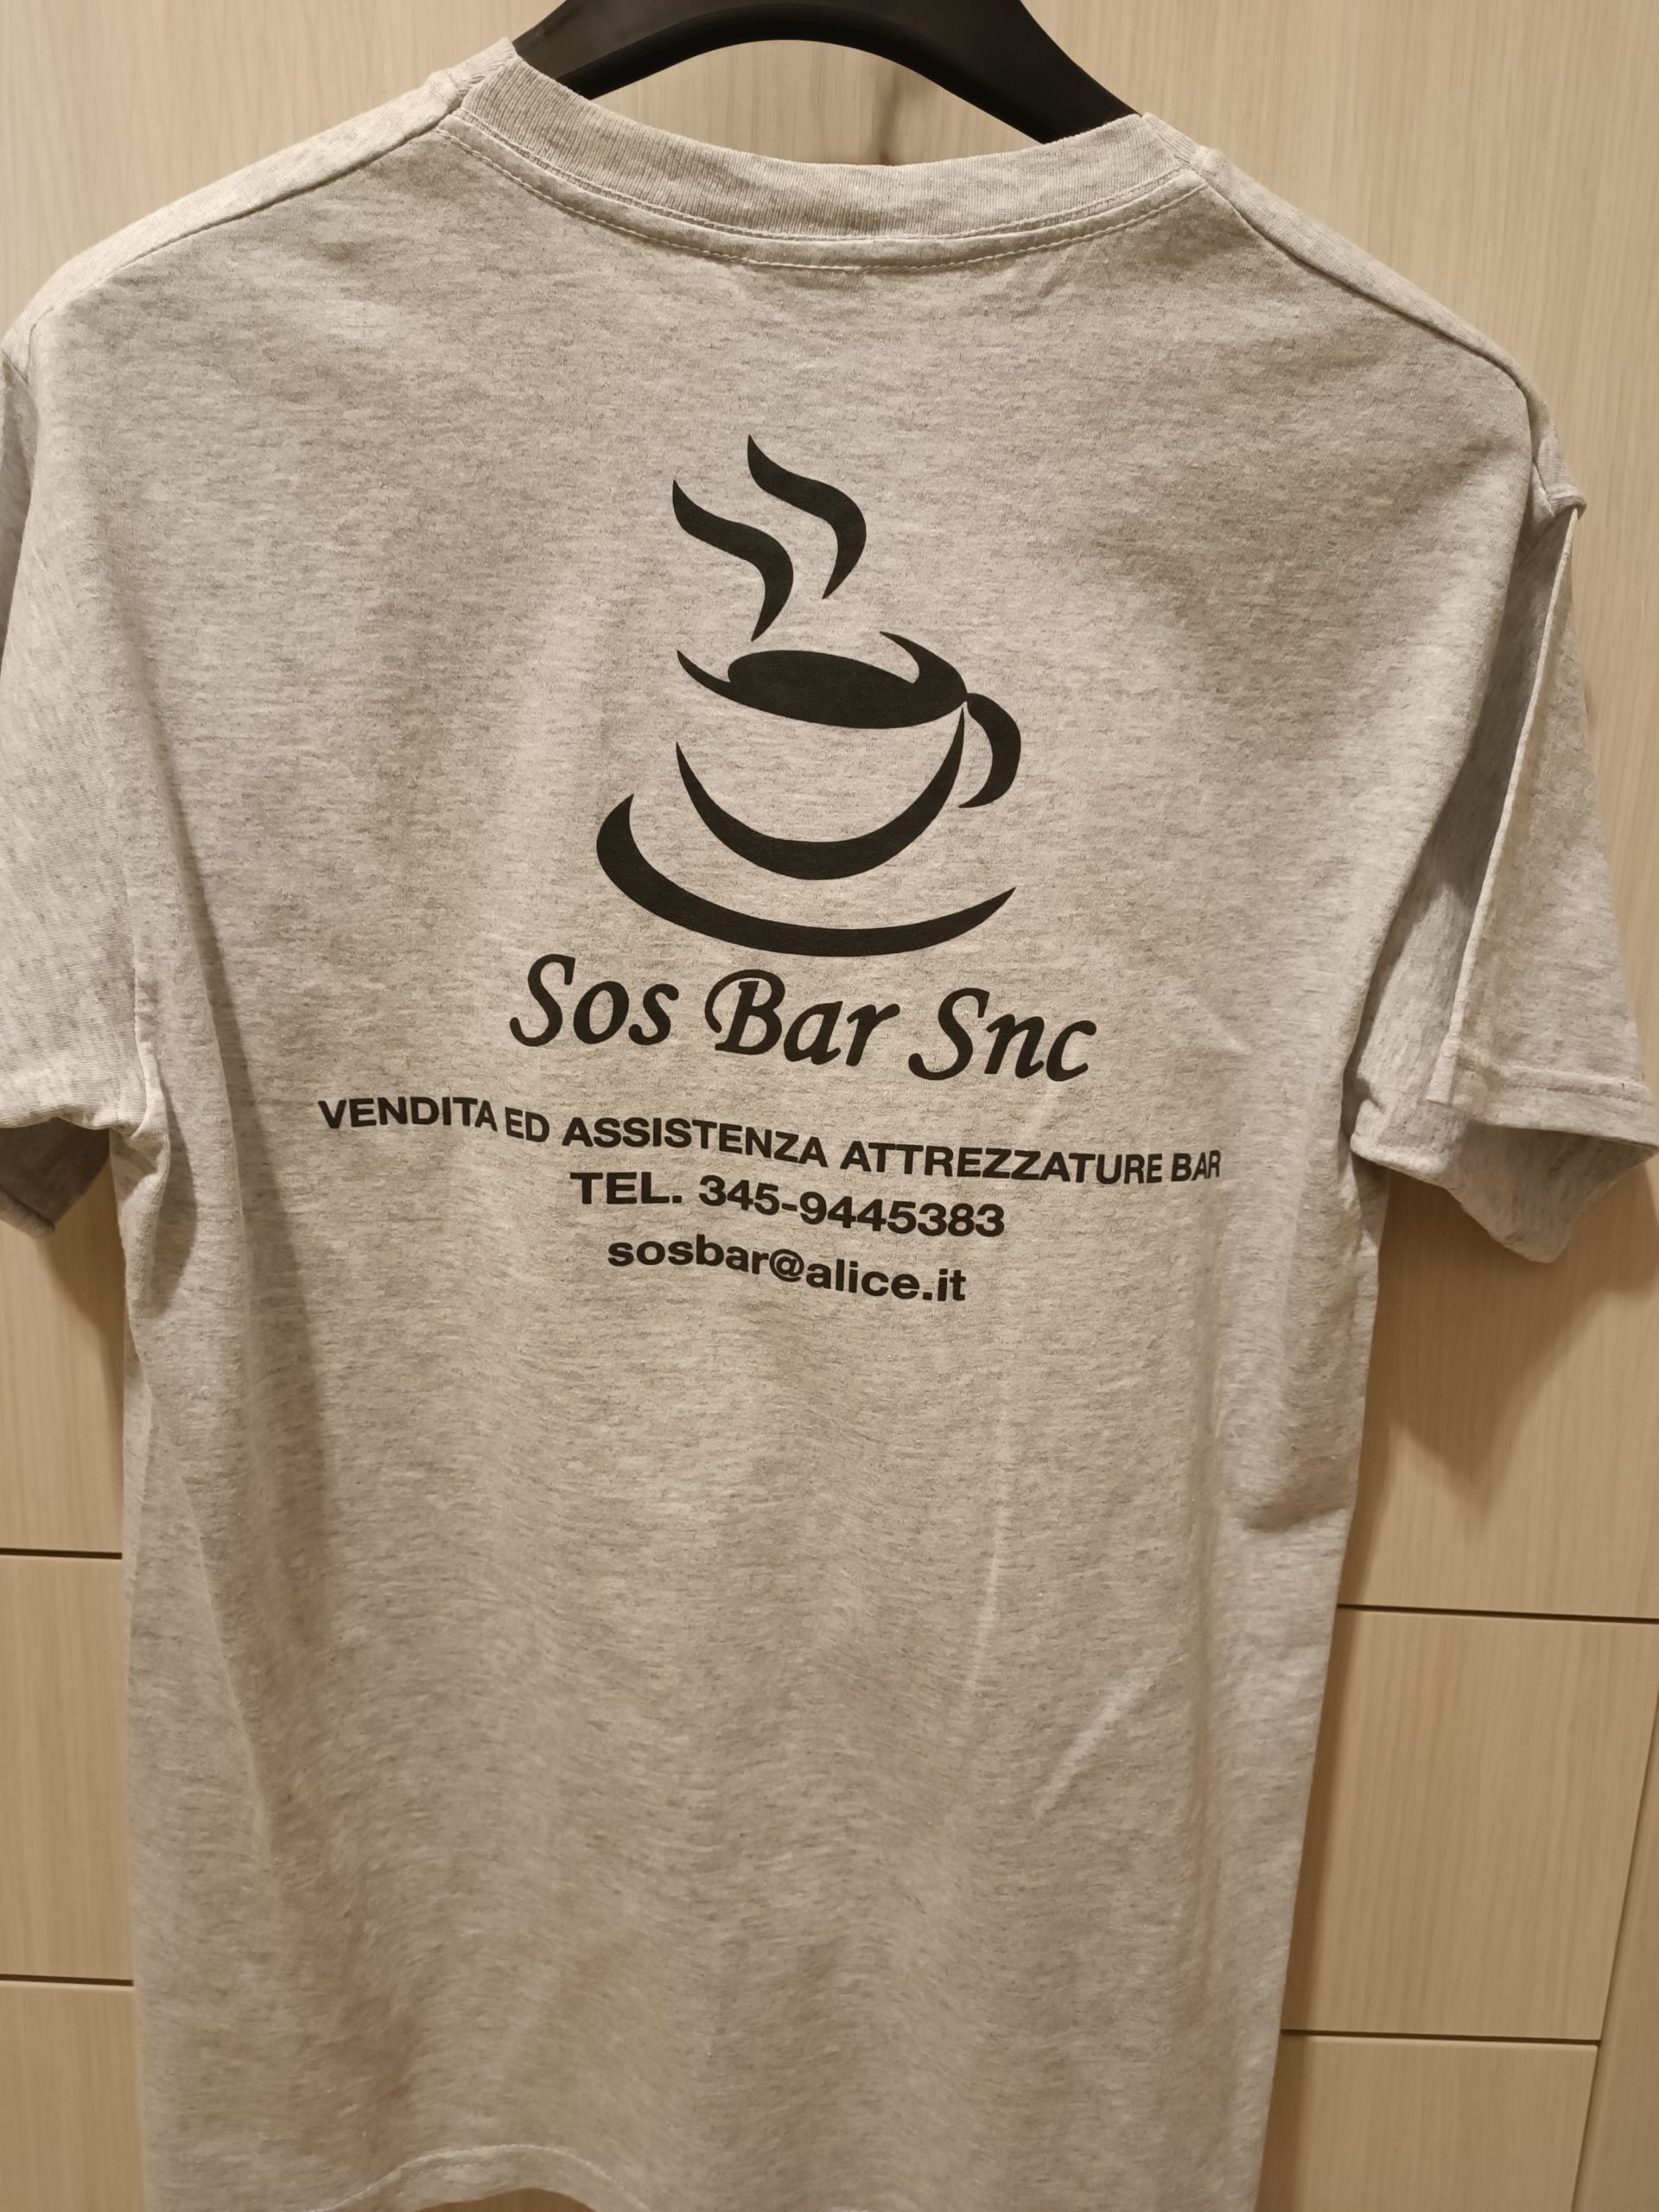 Sos Bar Snc
VENDITA ED ASSISTENZA ATTREZZATURE BAR
TEL. 345-9445383
sosbar@alice.it